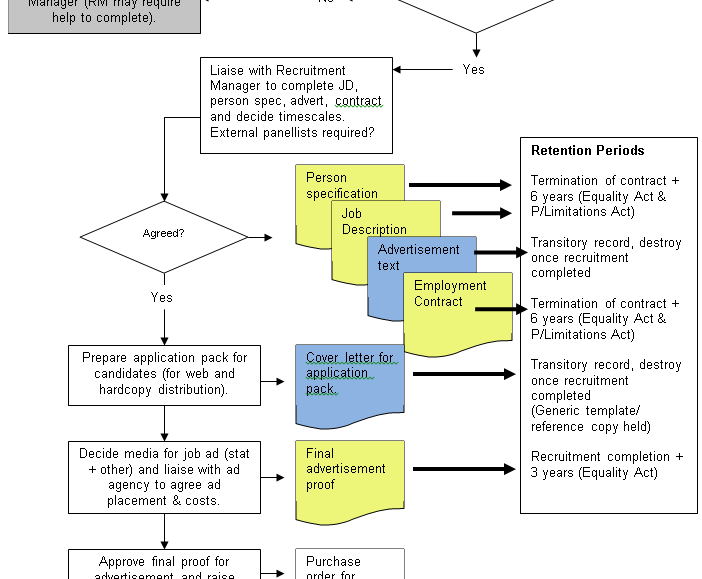 Manager (RM may require
help to complete).
No
Yes
Liaise with Recruitment
Manager to complete JD,
person spec, advert, contract
and decide timescales.
External panellists required?
Retention Periods
Person
specification
Termination of contract +
6 years (Equality Act &
P/Limitations Act)
Job
Description
Agreed?
Advertisement
text
Transitory record, destroy
once recruitment
completed
Employment
Contract
Termination of contract +
6 years (Equality Act &
P/Limitations Act)
Yes
Prepare application pack for
candidates (for web and
hardcopy distribution).
Cover letter for
application
pack.
Transitory record, destroy
once recruitment
completed
(Generic template/
reference copy held)
Decide media for job ad (stat
+ other) and liaise with ad
agency to agree ad
placement & costs.
Final
advertisement
proof
Recruitment completion +
3 years (Equality Act)
Approve final proof for
advertisement and raise
Purchase
order for